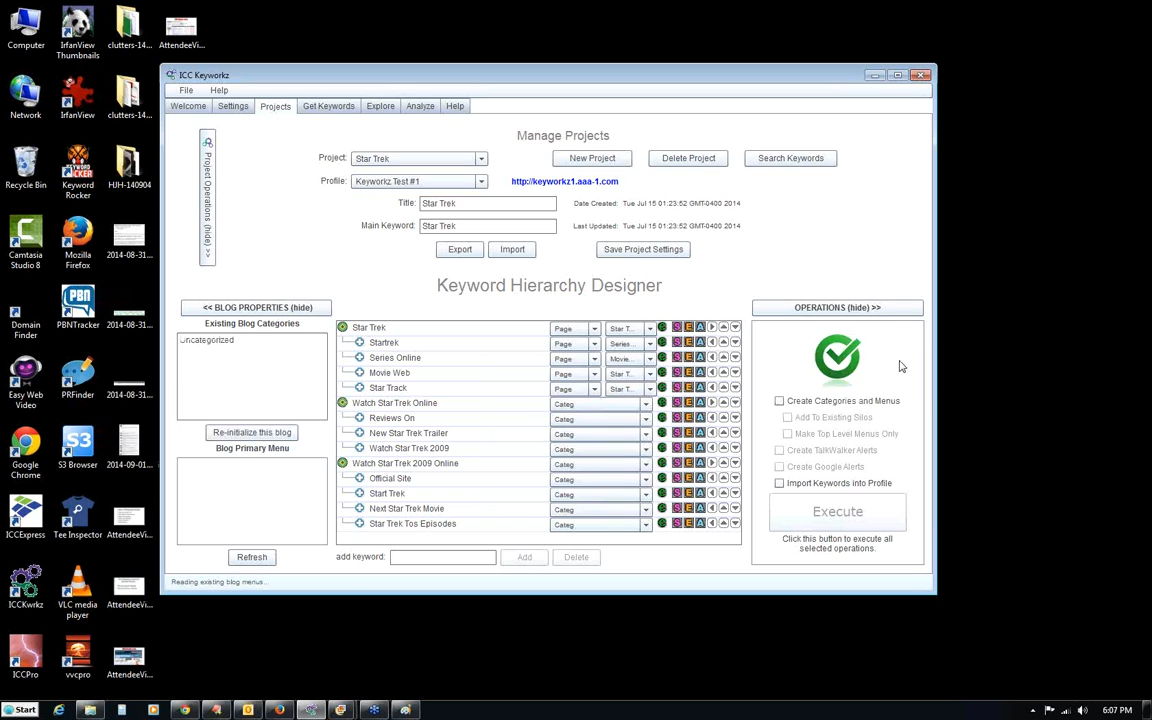 Computer
IrfanView Thumbnails
clutters-14...
AttendeeVi...
Network
IrfanView
clutters-14...
Recycle Bin
Keyword Rocker
HJH-140904
Camtasia Studio 8
Mozilla Firefox
2014-08-31...
Domain Finder
PBNTracker
2014-08-31...
Easy Web Video
PRFinder
2014-08-31...
Google Chrome
S3 Browser
2014-09-01...
ICCExpress
Tee Inspector
AttendeeVi...
ICCKwrkz
VLC media player
AttendeeVi...
ICCPro
vvcpro
AttendeeVi...
ICC Keyworkz
File Help
Welcome Settings Projects Get Keywords Explore Analyze Help
Project Operations (hide) >>
Manage Projects
Project: Star Trek New Project Delete Project Search Keywords
Profile: Keyworkz Test #1 http://keyworkz1.aaa-1.com
Title: Star Trek Date Created: Tue Jul 15 01:23:52 GMT-0400 2014
Main Keyword: Star Trek Last Updated: Tue Jul 15 01:23:52 GMT-0400 2014
Export Import Save Project Settings
Keyword Hierarchy Designer
<< BLOG PROPERTIES (hide)
Existing Blog Categories
Uncategorized
Re-initialize this blog
Blog Primary Menu
Refresh
Star Trek Page Star T... S E A
Startrek Page Series... S E A
Series Online Page Movie... S E A
Movie Web Page Star T... S E A
Star Track Page Star T... S E A
Watch Star Trek Online Categ S E A
Reviews On Categ S E A
New Star Trek Trailer Categ S E A
Watch Star Trek 2009 Categ S E A
Watch Star Trek 2009 Online Categ S E A
Official Site Categ S E A
Start Trek Categ S E A
Next Star Trek Movie Categ S E A
Star Trek Tos Episodes Categ S E A
add keyword: Add Delete
OPERATIONS (hide) >>
Create Categories and Menus
Add To Existing Silos
Make Top Level Menus Only
Create TalkWalker Alerts
Create Google Alerts
Import Keywords into Profile
Execute
Click this button to execute all
selected operations.
Reading existing blog menus...
Start
6:07 PM